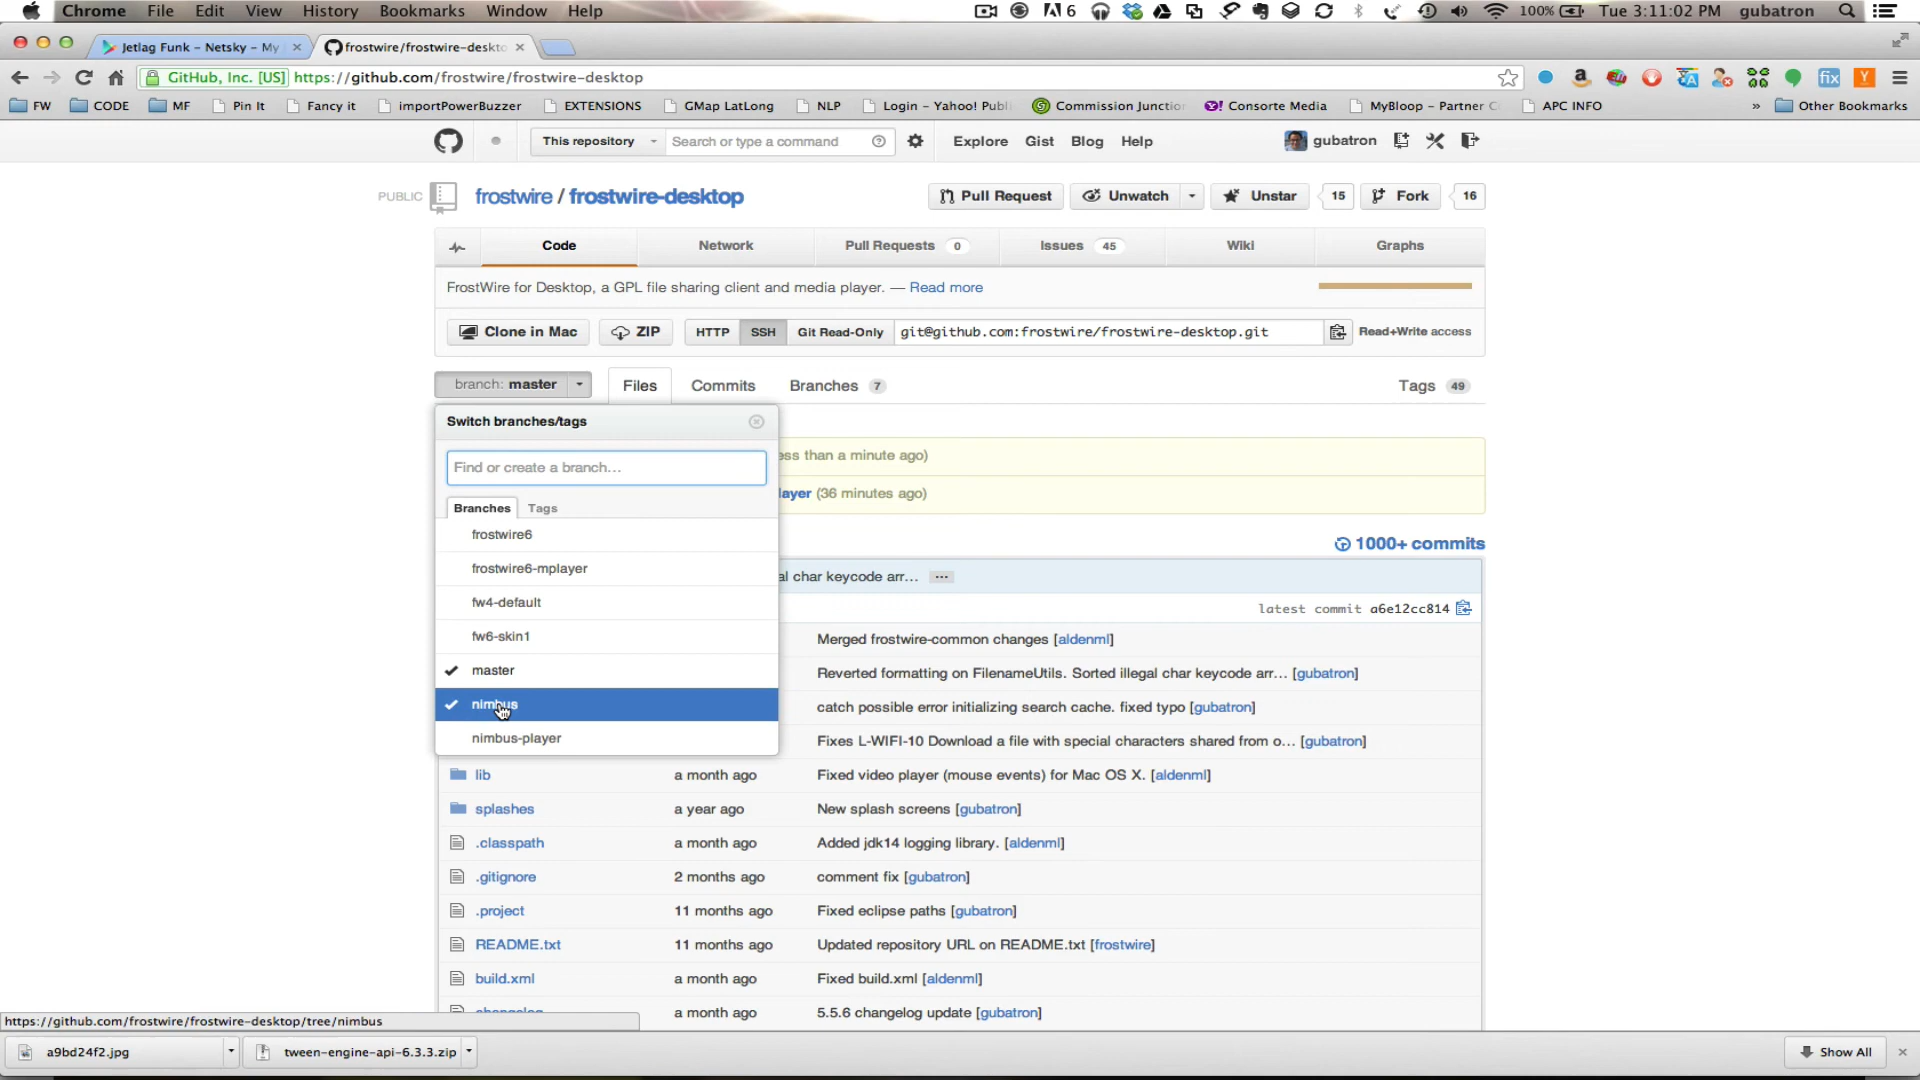 Chrome File Edit View History Bookmarks Window Help 6 100% Tue 3:11:02 PM gubatron
Jetlag Funk – Netsky – My frostwire/frostwire-deskto
GitHub, Inc. [US] https://github.com/frostwire/frostwire-desktop
FW CODE MF Pin It Fancy it importPowerBuzzer EXTENSIONS GMap LatLong NLP Login – Yahoo! Publi Commission Junctio Consorte Media MyBloop – Partner C APC INFO » Other Bookmarks
This repository Search or type a command Explore Gist Blog Help gubatron
PUBLIC frostwire / frostwire-desktop Pull Request Unwatch Unstar 15 Fork 16
Code Network Pull Requests 0 Issues 45 Wiki Graphs
FrostWire for Desktop, a GPL file sharing client and media player. — Read more
Clone in Mac ZIP HTTP SSH Git Read-Only git@github.com:frostwire/frostwire-desktop.git Read+Write access
branch: master Files Commits Branches 7 Tags 49
Switch branches/tags
Find or create a branch...
ess than a minute ago)
layer (36 minutes ago)
Branches Tags
frostwire6
1000+ commits
frostwire6-mplayer
al char keycode arr… ...
fw4-default
latest commit a6e12cc814
fw6-skin1
Merged frostwire-common changes [aldenml]
master
Reverted formatting on FilenameUtils. Sorted illegal char keycode arr… [gubatron]
nimbus
catch possible error initializing search cache. fixed typo [gubatron]
nimbus-player
Fixes L-WIFI-10 Download a file with special characters shared from o… [gubatron]
lib a month ago Fixed video player (mouse events) for Mac OS X. [aldenml]
splashes a year ago New splash screens [gubatron]
.classpath a month ago Added jdk14 logging library. [aldenml]
.gitignore 2 months ago comment fix [gubatron]
.project 11 months ago Fixed eclipse paths [gubatron]
README.txt 11 months ago Updated repository URL on README.txt [frostwire]
build.xml a month ago Fixed build.xml [aldenml]
changelog a month ago 5.5.6 changelog update [gubatron]
https://github.com/frostwire/frostwire-desktop/tree/nimbus
a9bd24f2.jpg tween-engine-api-6.3.3.zip Show All